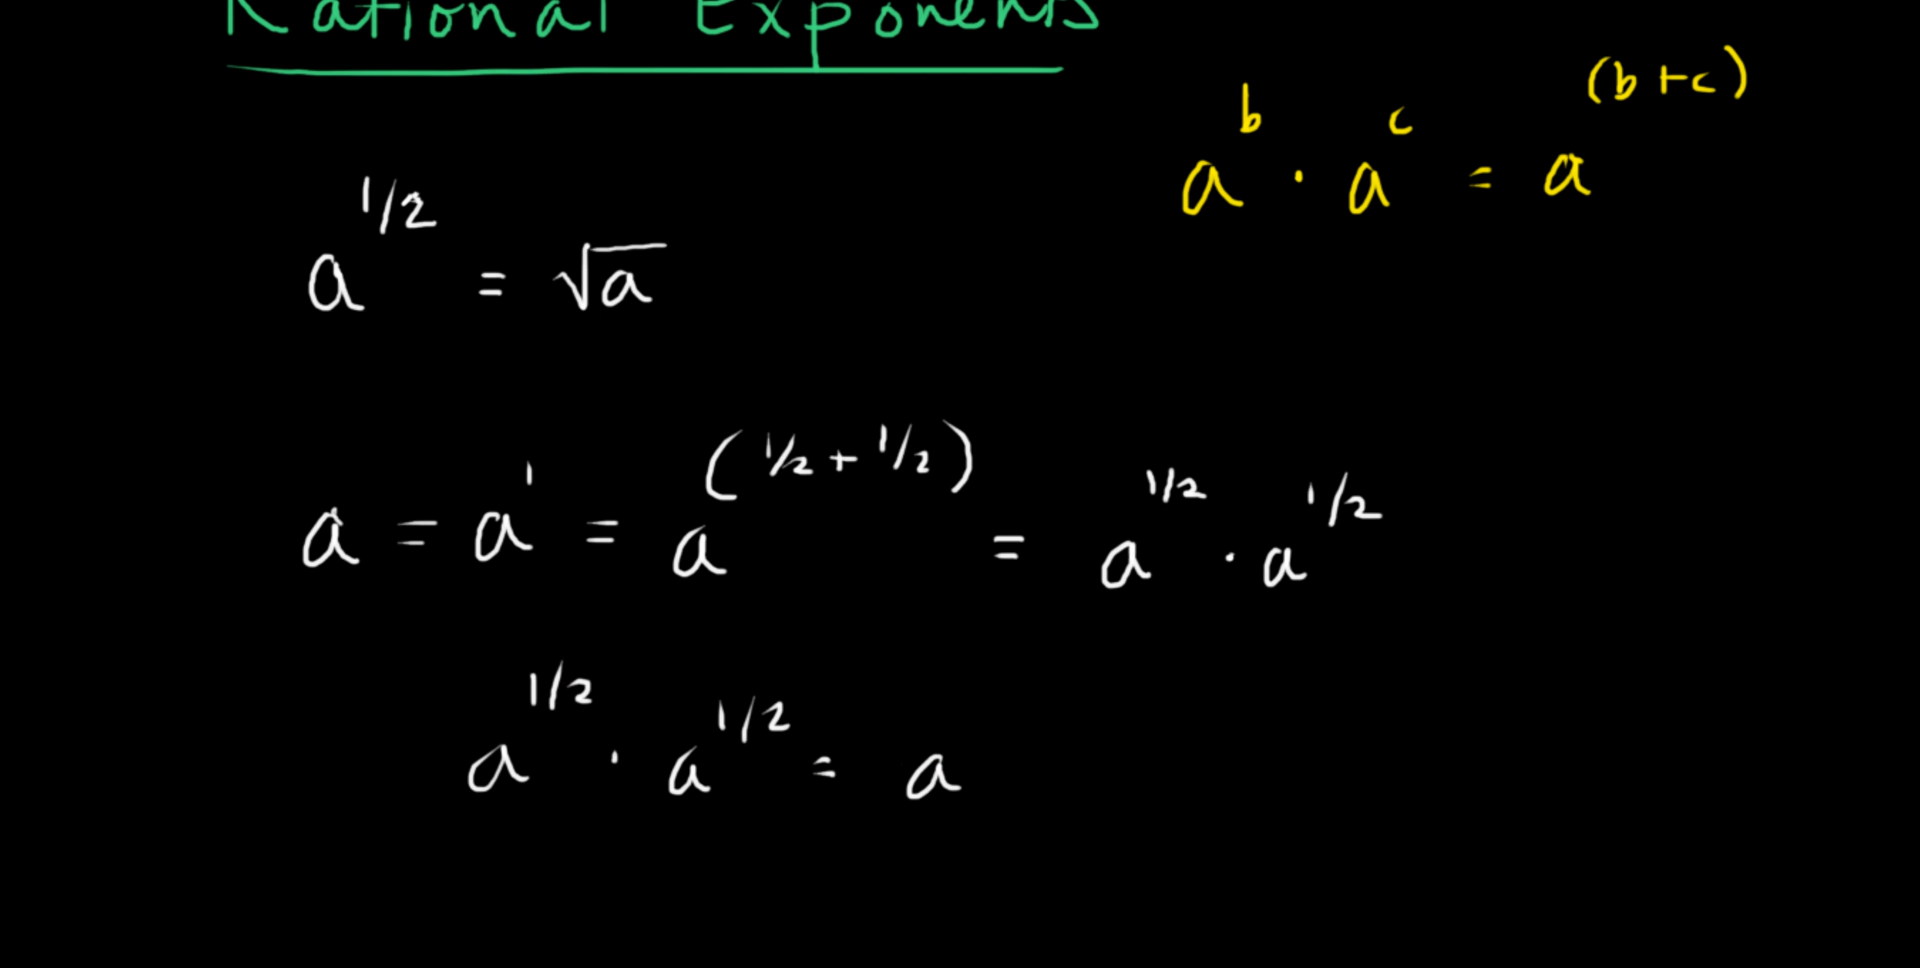 Rational Exponents
a^b · a^c = a^(b+c)
a^1/2 = √a
a = a^1 = a^(1/2 + 1/2) = a^1/2 · a^1/2
a^1/2 · a^1/2 = a